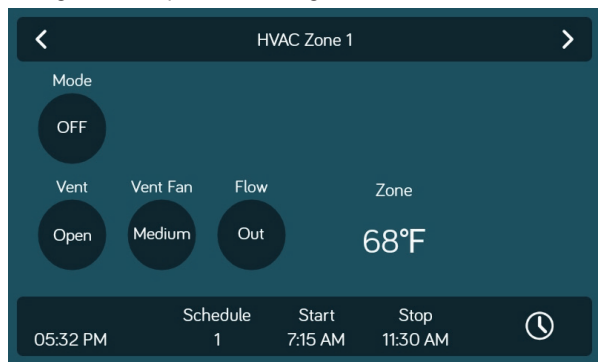 HVAC Zone 1
Mode
OFF
Vent Vent Fan Flow Zone
Open Medium Out 68°F
Schedule Start Stop
05:32 PM 1 7:15 AM 11:30 AM